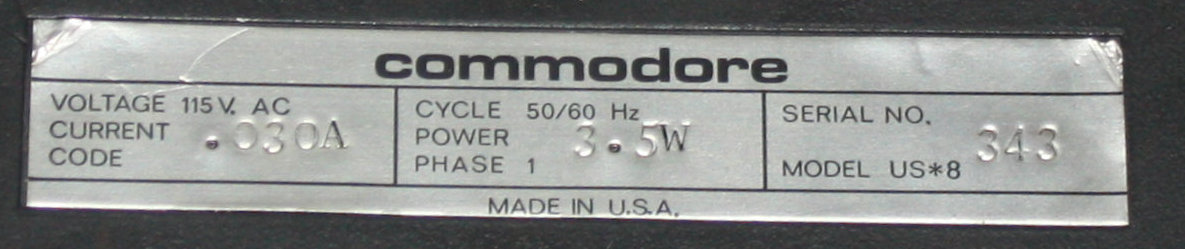 commodore
VOLTAGE 115 V. AC
CURRENT .030A
CODE
CYCLE 50/60 Hz
POWER 3.5W
PHASE 1
SERIAL NO. 343
MODEL US*8
MADE IN U.S.A.